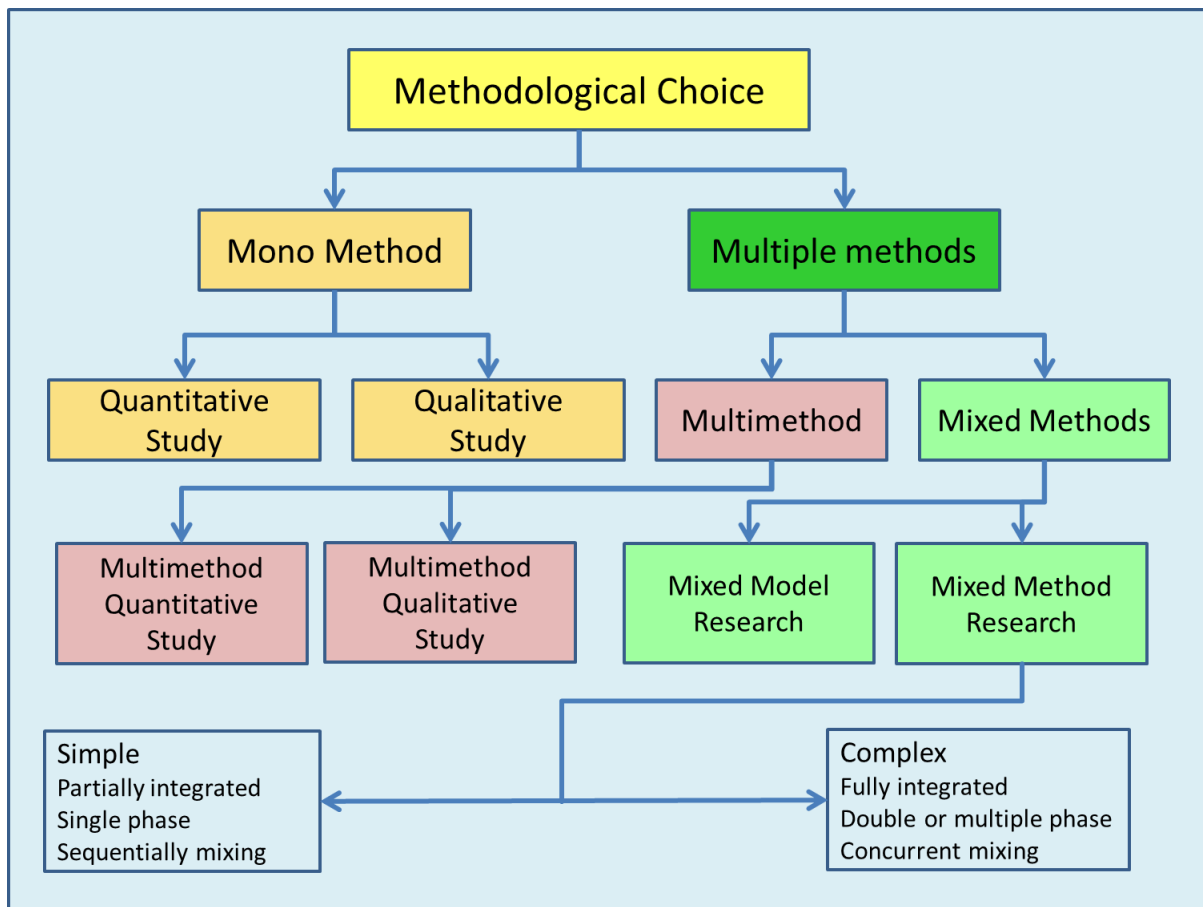 Methodological Choice
Mono Method
Multiple methods
Quantitative
Study
Qualitative
Study
Multimethod
Mixed Methods
Multimethod
Quantitative
Study
Multimethod
Qualitative
Study
Mixed Model
Research
Mixed Method
Research
Simple
Partially integrated
Single phase
Sequentially mixing
Complex
Fully integrated
Double or multiple phase
Concurrent mixing